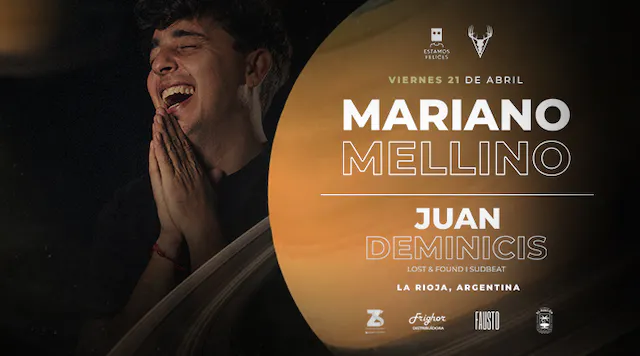 ESTAMOS
FELICES
VIERNES 21 DE ABRIL
MARIANO
MELLINO
JUAN
DEMINICIS
LOST & FOUND I SUDBEAT
LA RIOJA, ARGENTINA
Frighor
DISTRIBUIDORA
FAUSTO